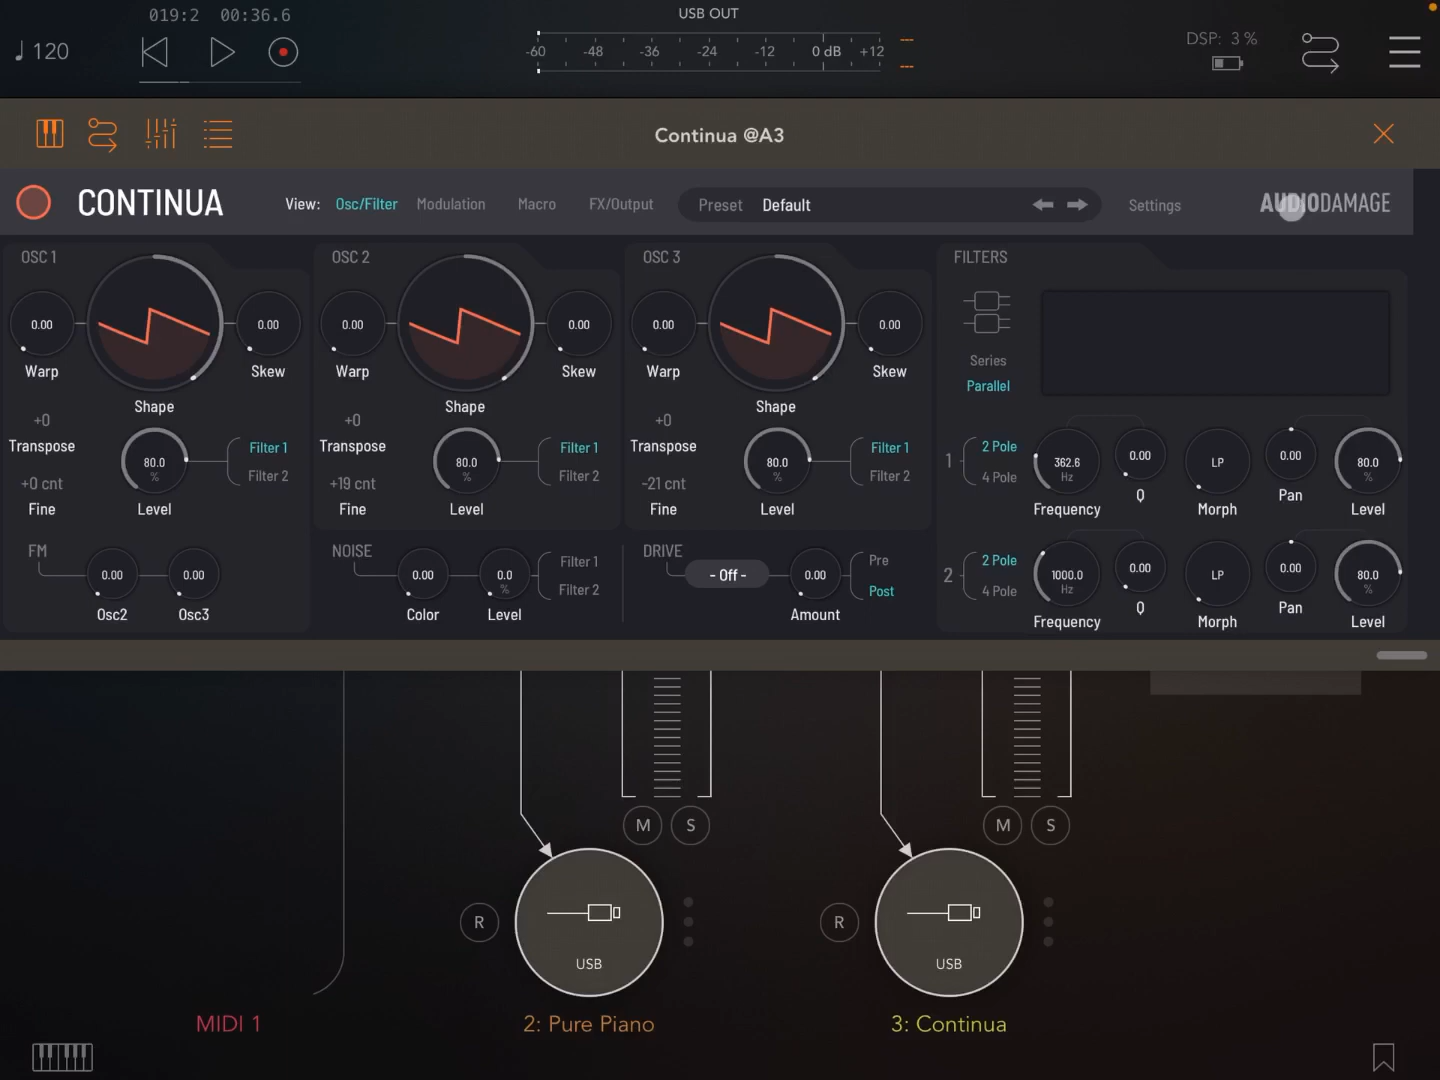 019:2 00:36.6
USB OUT
120
-60 -48 -36 -24 -12 0 dB +12
DSP: 3 %
Continua @A3
CONTINUA
View: Osc/Filter Modulation Macro FX/Output
Preset Default
Settings
AUDIODAMAGE
OSC 1
0.00
Warp
Shape
0.00
Skew
+0
Transpose
+0 cnt
Fine
80.0
%
Level
Filter 1
Filter 2
OSC 2
0.00
Warp
Shape
0.00
Skew
+0
Transpose
+19 cnt
Fine
80.0
%
Level
Filter 1
Filter 2
OSC 3
0.00
Warp
Shape
0.00
Skew
+0
Transpose
-21 cnt
Fine
80.0
%
Level
Filter 1
Filter 2
FILTERS
Series
Parallel
1
2 Pole
4 Pole
362.6
Hz
Frequency
0.00
Q
LP
Morph
0.00
Pan
80.0
%
Level
2
2 Pole
4 Pole
1000.0
Hz
Frequency
0.00
Q
LP
Morph
0.00
Pan
80.0
%
Level
FM
0.00
Osc2
0.00
Osc3
NOISE
0.00
Color
0.0
%
Level
Filter 1
Filter 2
DRIVE
- Off -
0.00
Amount
Pre
Post
M S
M S
R
USB
R
USB
MIDI 1
2: Pure Piano
3: Continua